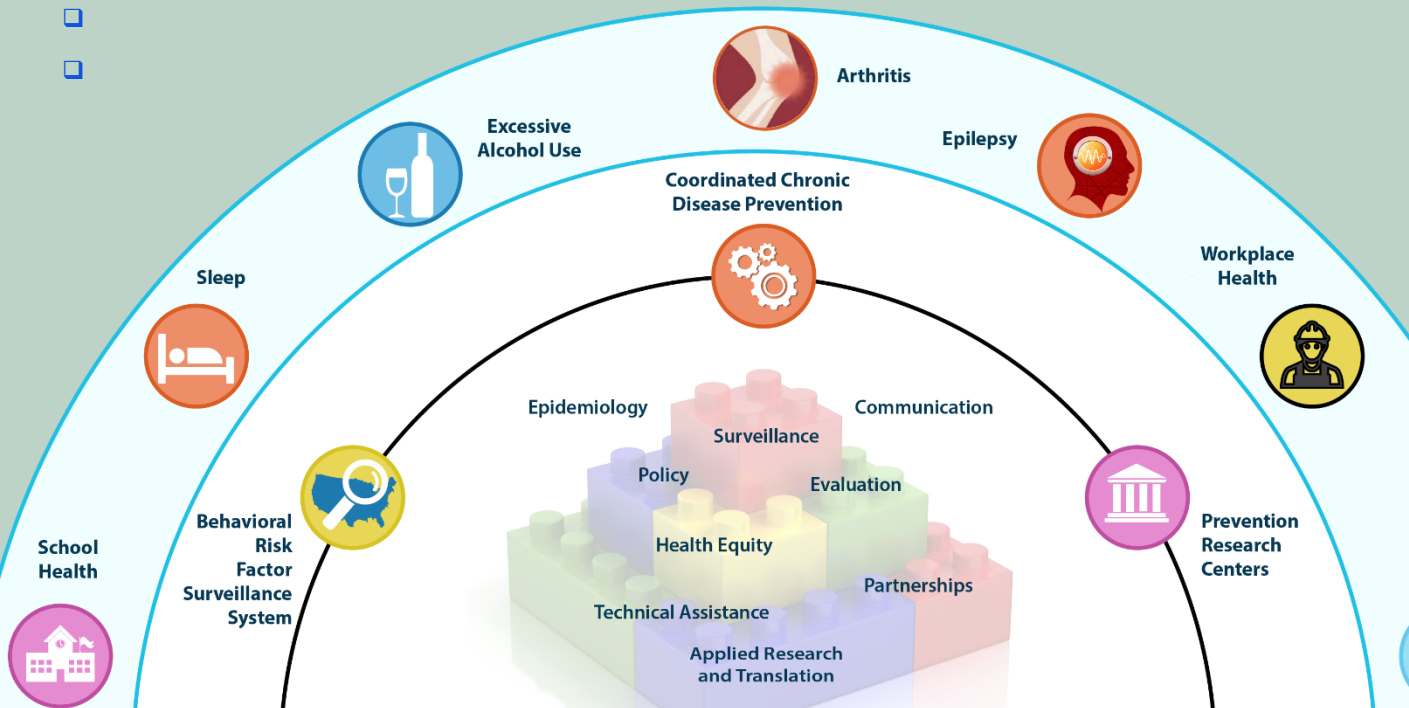 Arthritis
Excessive
Alcohol Use
Epilepsy
Coordinated Chronic
Disease Prevention
Workplace
Health
Sleep
Epidemiology
Communication
Surveillance
Policy
Evaluation
Behavioral
Risk
Factor
Surveillance
System
Prevention
Research
Centers
School
Health
Health Equity
Partnerships
Technical Assistance
Applied Research
and Translation